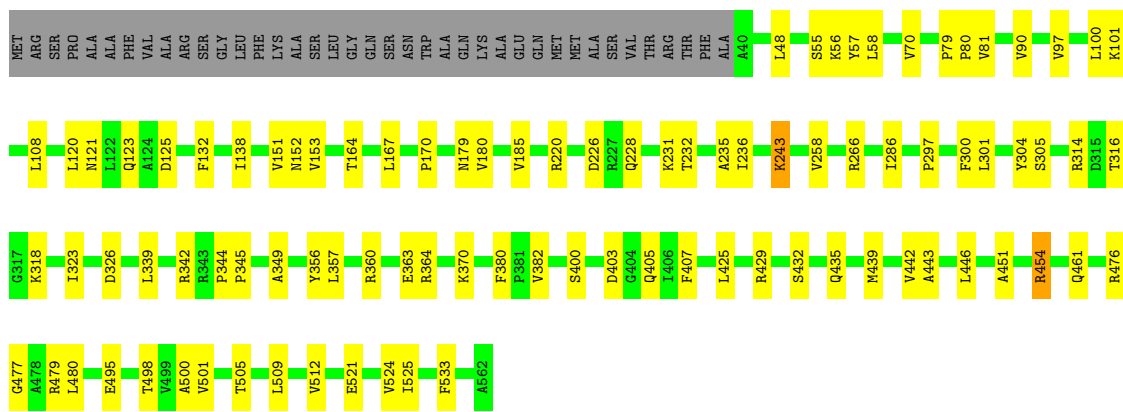 MET ARG SER PRO ALA ALA PHE VAL ALA ARG SER GLY LEU PHE LYS ALA SER LEU GLY GLN SER ASN TRP ALA GLN LYS ALA GLU GLN MET MET ALA SER VAL THR ARG THR PHE ALA A40 L48 S55 K56 Y57 L58 V70 P79 P80 V81 V90 V97 L100 K101
L108 L120 N121 L122 Q123 A124 D125 F132 I138 V151 N152 V153 T164 L167 P170 N179 V180 V185 R220 D226 R227 Q228 K231 T232 A235 I236 K243 V258 R266 I286 P297 F300 L301 Y304 S305 R314 D315 T316
G317 K318 I323 D326 L339 R342 R343 P344 P345 A349 Y356 L357 R360 E363 R364 K370 F380 P381 V382 S400 D403 G404 Q405 I406 F407 L425 R429 S432 Q435 M439 V442 A443 L446 A451 R454 Q461 R476
G477 A478 R479 L480 E495 T498 V499 A500 V501 T505 L509 V512 E521 V524 I525 F533 A562